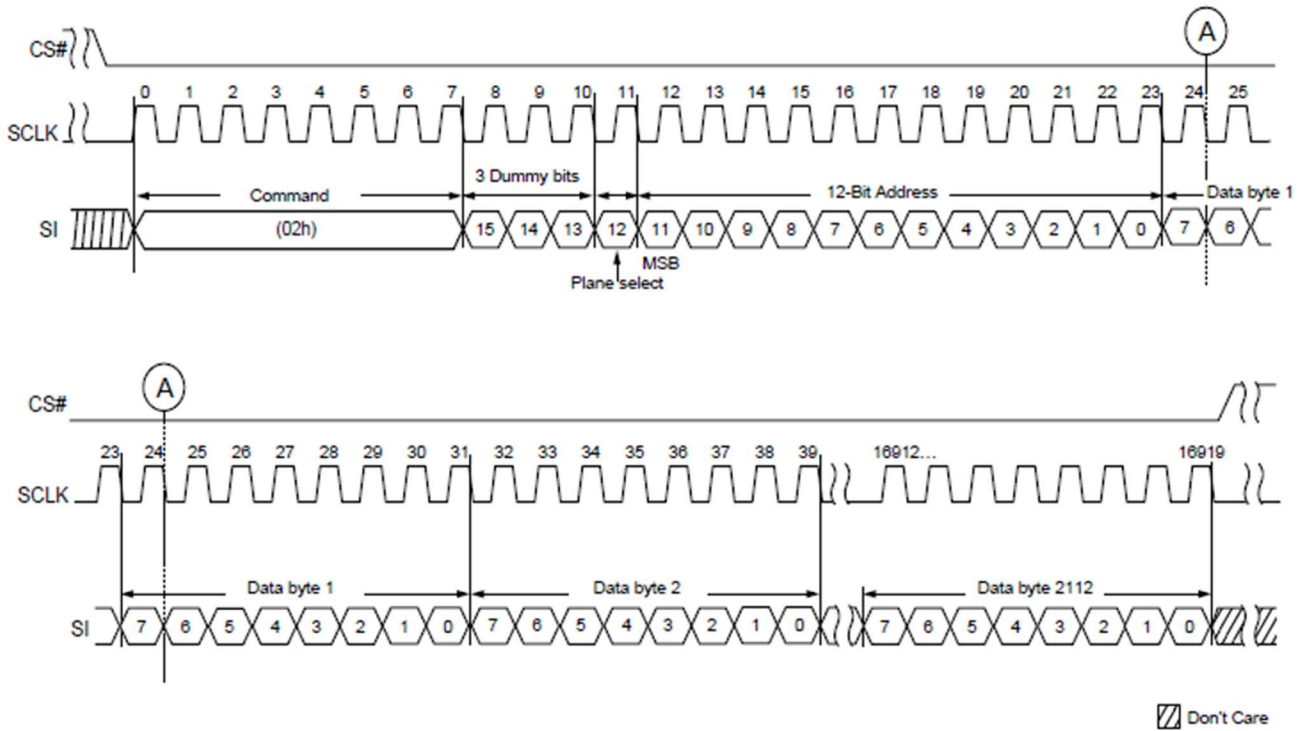 A
CS#
0 1 2 3 4 5 6 7 8 9 10 11 12 13 14 15 16 17 18 19 20 21 22 23 24 25
SCLK
3 Dummy bits
Command 12-Bit Address Data byte 1
SI (02h) 15 14 13 12 11 10 9 8 7 6 5 4 3 2 1 0 7 6
MSB
Plane select
A
CS#
23 24 25 26 27 28 29 30 31 32 33 34 35 36 37 38 39 16912... 16919
SCLK
Data byte 1 Data byte 2 Data byte 2112
SI 7 6 5 4 3 2 1 0 7 6 5 4 3 2 1 0 7 6 5 4 3 2 1 0
Don't Care